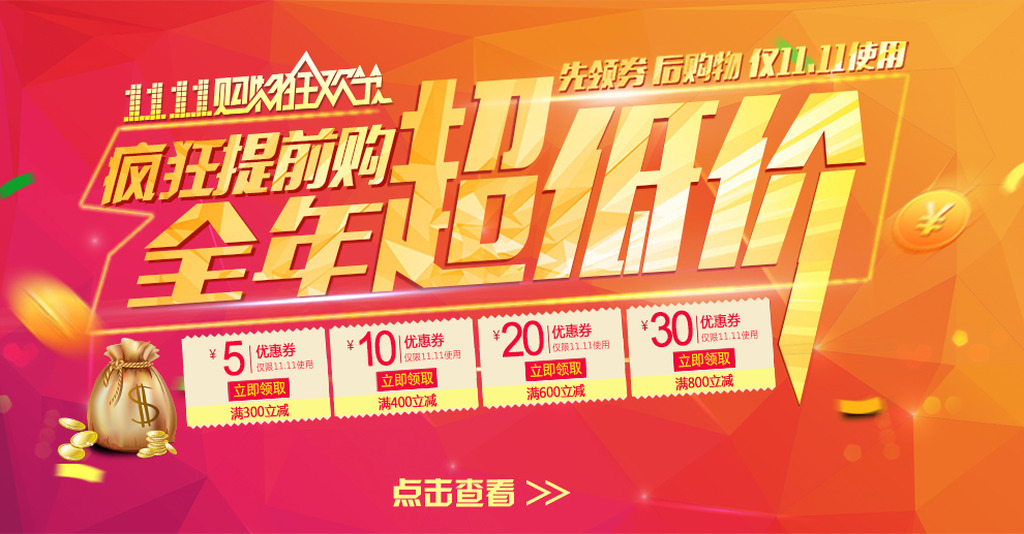 11.11购物狂欢节
先领券 后购物 仅11.11使用
疯狂提前购
全年超低价
¥5 优惠券
仅限11.11使用
立即领取
满300立减
¥10 优惠券
仅限11.11使用
立即领取
满400立减
¥20 优惠券
仅限11.11使用
立即领取
满600立减
¥30 优惠券
仅限11.11使用
立即领取
满800立减
点击查看 >>